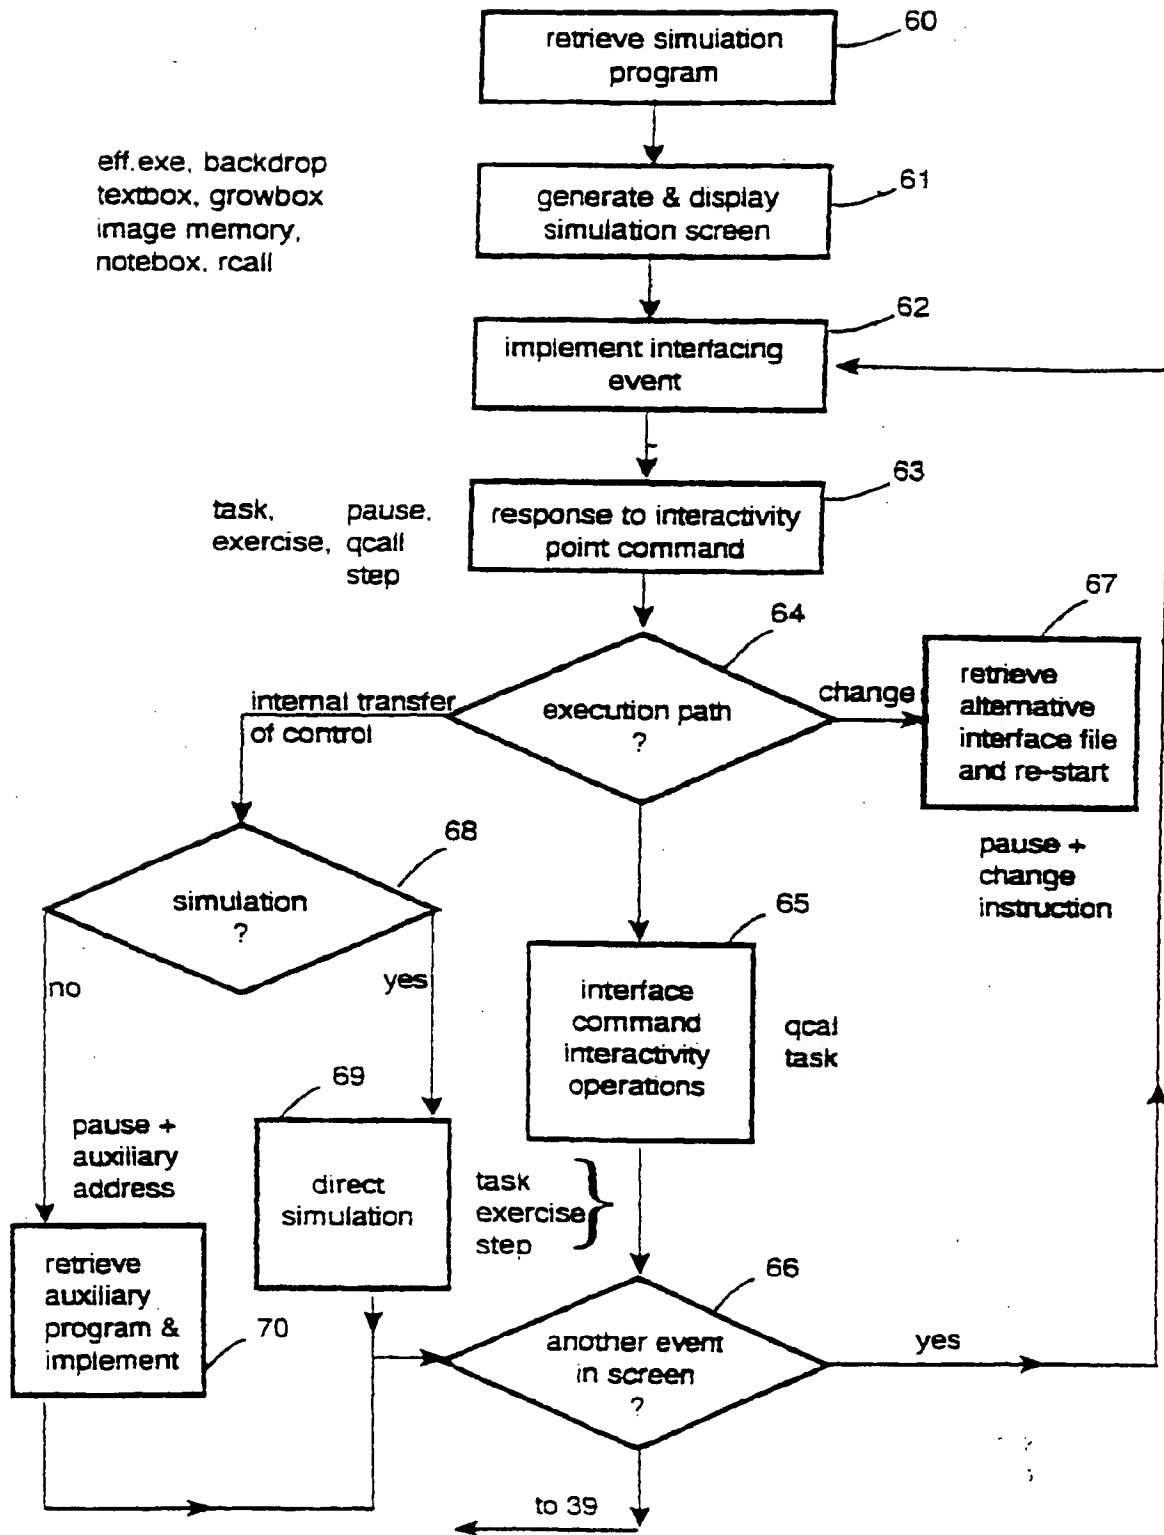 retrieve simulation
program
60
eff.exe, backdrop
textbox, growbox
image memory,
notebox, rcall
generate & display
simulation screen
61
implement interfacing
event
62
task,
exercise,
pause,
qcall
step
response to interactivity
point command
63
64
67
internal transfer
of control
execution path
?
change
retrieve
alternative
interface file
and re-start
pause +
change
instruction
68
simulation
?
no
yes
65
interface
command
interactivity
operations
qcal
task
69
pause +
auxiliary
address
direct
simulation
task
exercise
step
retrieve
auxiliary
program &
implement
70
66
another event
in screen
?
yes
to 39